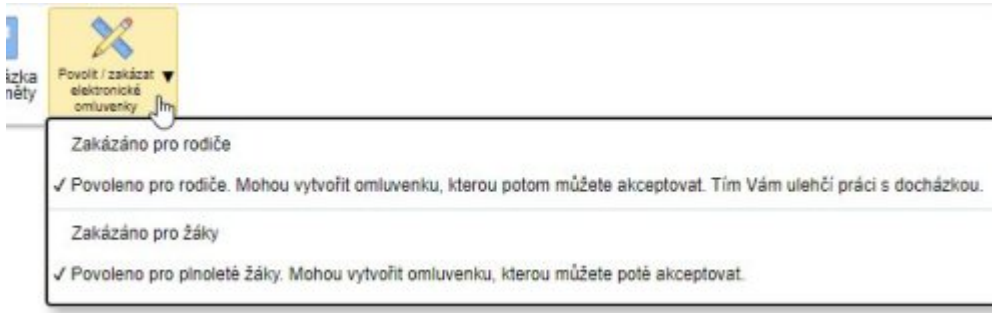 ázka
něty
Povolit / zakázat ▼
elektronické
omluvenky
Zakázáno pro rodiče
✓ Povoleno pro rodiče. Mohou vytvořit omluvenku, kterou potom můžete akceptovat. Tím Vám ulehčí práci s docházkou.
Zakázáno pro žáky
✓ Povoleno pro plnoleté žáky. Mohou vytvořit omluvenku, kterou můžete poté akceptovat.